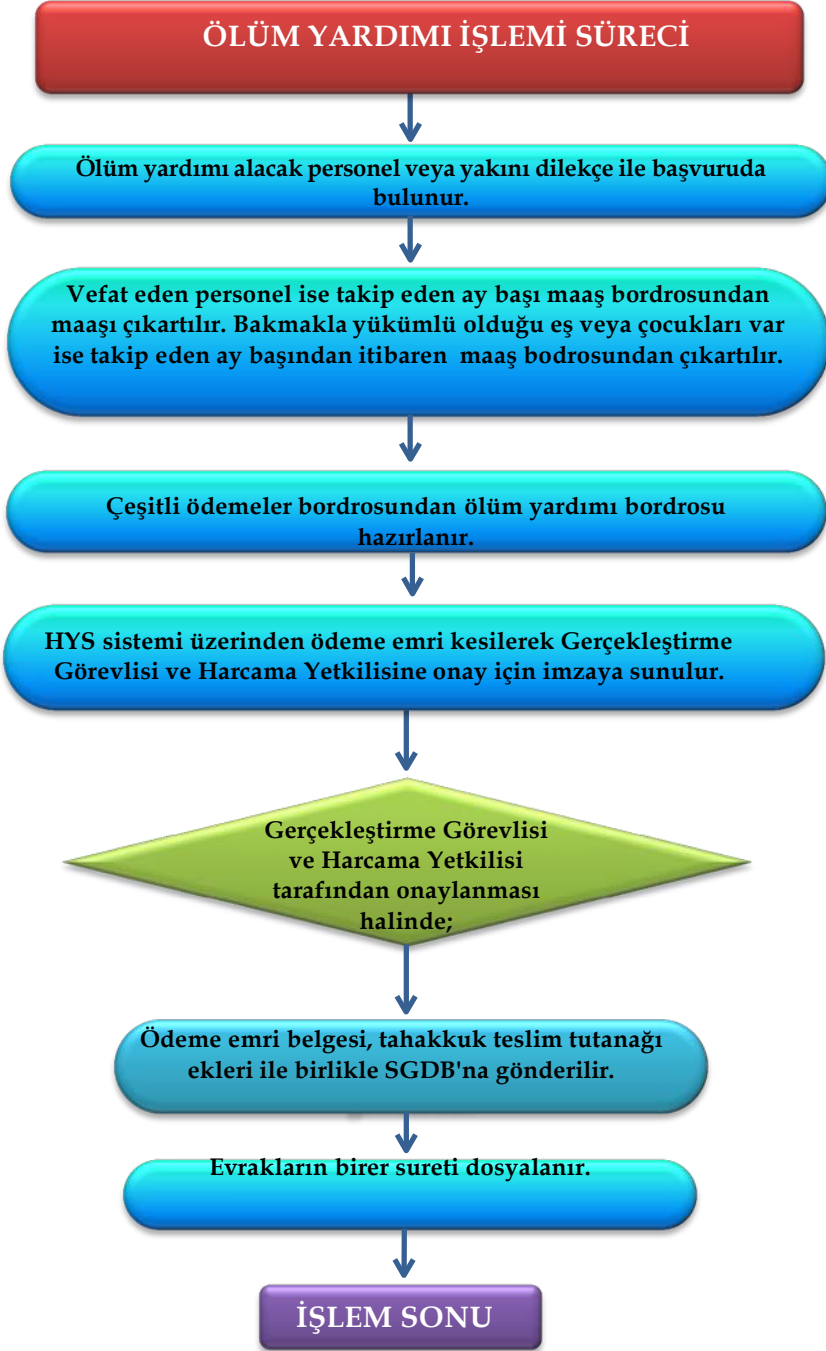 ÖLÜM YARDIMI İŞLEMİ SÜRECİ
Ölüm yardımı alacak personel veya yakını dilekçe ile başvuruda
bulunur.
Vefat eden personel ise takip eden ay başı maaş bordrosundan
maaşı çıkartılır. Bakmakla yükümlü olduğu eş veya çocukları var
ise takip eden ay başından itibaren maaş bodrosundan çıkartılır.
Çeşitli ödemeler bordrosundan ölüm yardımı bordrosu
hazırlanır.
HYS sistemi üzerinden ödeme emri kesilerek Gerçekleştirme
Görevlisi ve Harcama Yetkilisine onay için imzaya sunulur.
Gerçekleştirme Görevlisi
ve Harcama Yetkilisi
tarafından onaylanması
halinde;
Ödeme emri belgesi, tahakkuk teslim tutanağı
ekleri ile birlikle SGDB'na gönderilir.
Evrakların birer sureti dosyalanır.
İŞLEM SONU